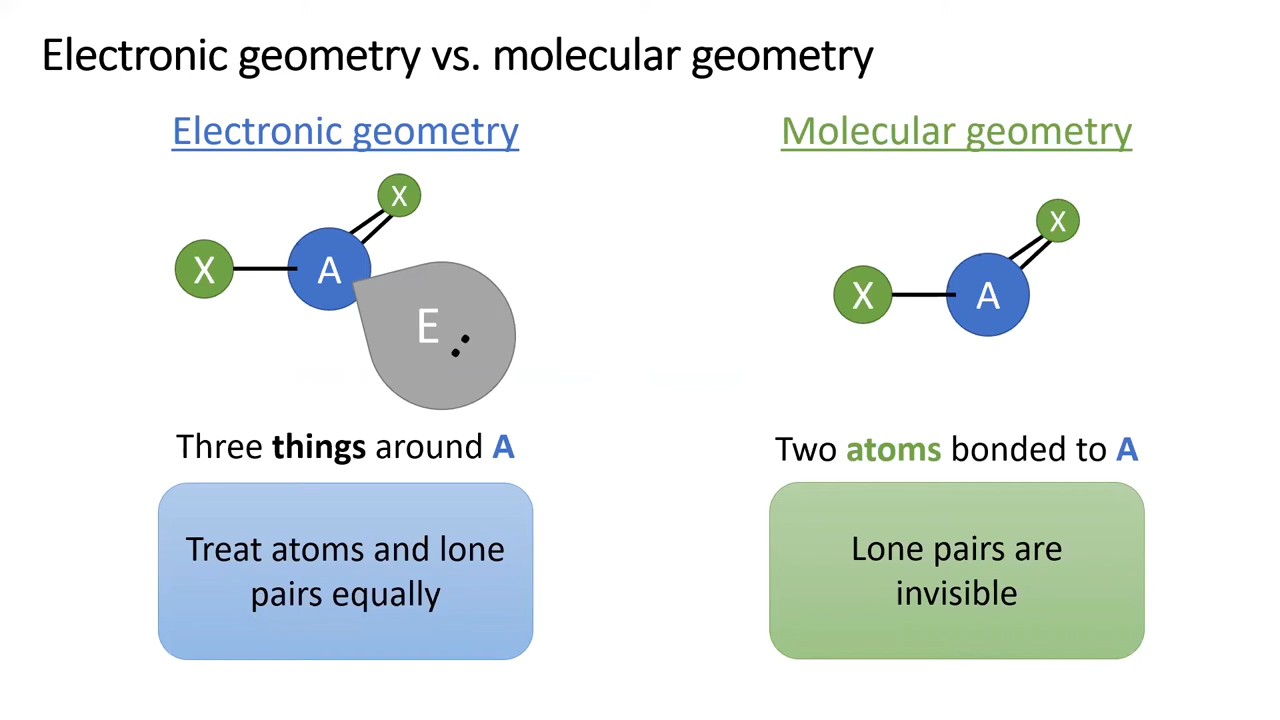 Electronic geometry vs. molecular geometry
Electronic geometry
X
X
A
E
Three things around A
Treat atoms and lone
pairs equally
Molecular geometry
X
X
A
Two atoms bonded to A
Lone pairs are
invisible